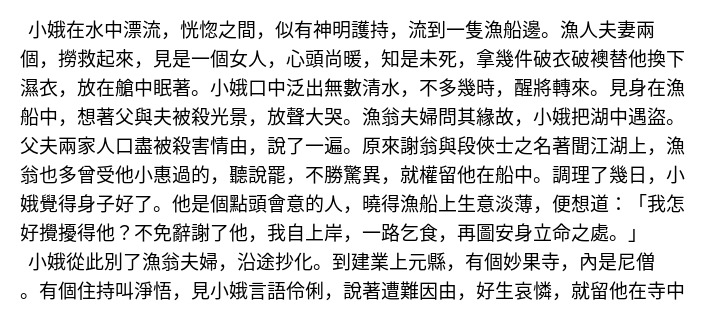 小娥在水中漂流，恍惚之間，似有神明護持，流到一隻漁船邊。漁人夫妻兩
個，撈救起來，見是一個女人，心頭尚暖，知是未死，拿幾件破衣破襖替他換下
濕衣，放在艙中眠著。小娥口中泛出無數清水，不多幾時，醒將轉來。見身在漁
船中，想著父與夫被殺光景，放聲大哭。漁翁夫婦問其緣故，小娥把湖中遇盜。
父夫兩家人口盡被殺害情由，說了一遍。原來謝翁與段俠士之名著聞江湖上，漁
翁也多曾受他小惠過的，聽說罷，不勝驚異，就權留他在船中。調理了幾日，小
娥覺得身子好了。他是個點頭會意的人，曉得漁船上生意淡薄，便想道：「我怎
好攪擾得他？不免辭謝了他，我自上岸，一路乞食，再圖安身立命之處。」
小娥從此別了漁翁夫婦，沿途抄化。到建業上元縣，有個妙果寺，內是尼僧
。有個住持叫淨悟，見小娥言語伶俐，說著遭難因由，好生哀憐，就留他在寺中